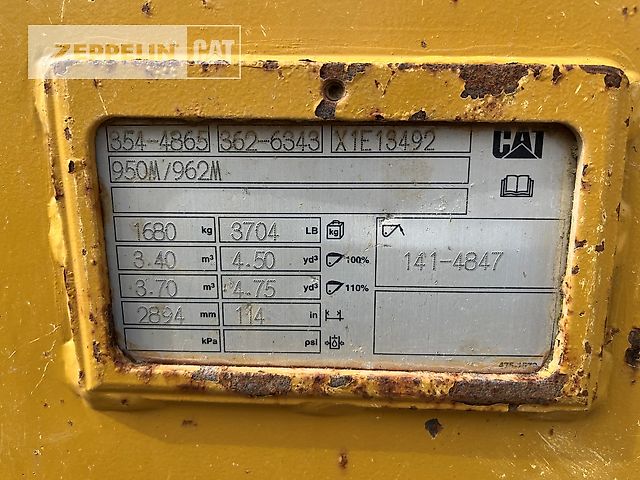 ZEPPELIN CAT
354-4865 362-6343 X1E13492 CAT
950M/962M
1680 kg 3704 LB kg
3.40 m³ 4.50 yd³ 100% 141-4847
3.70 m³ 4.75 yd³ 110%
2894 mm 114 in
kPa psi